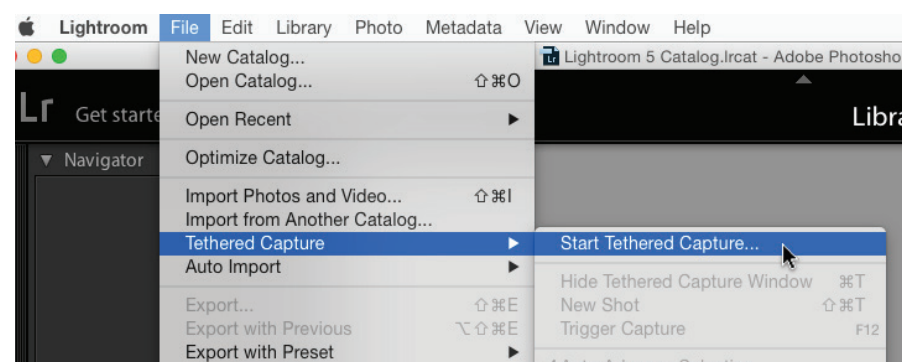 Lightroom File Edit Library Photo Metadata View Window Help
Lightroom 5 Catalog.lrcat - Adobe Photosho
New Catalog...
Open Catalog... ⇧⌘O
Lr Get starte
Libra
Open Recent ▶
▼ Navigator
Optimize Catalog...
Import Photos and Video... ⇧⌘I
Import from Another Catalog...
Tethered Capture ▶
Start Tethered Capture...
Auto Import ▶
Hide Tethered Capture Window ⌘T
Export... ⇧⌘E
New Shot ⇧⌘T
Export with Previous ⌥⇧⌘E
Trigger Capture F12
Export with Preset ▶